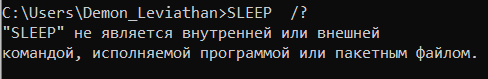 C:\Users\Demon_Leviathan>SLEEP  /?
"SLEEP" не является внутренней или внешней
командой, исполняемой программой или пакетным файлом.